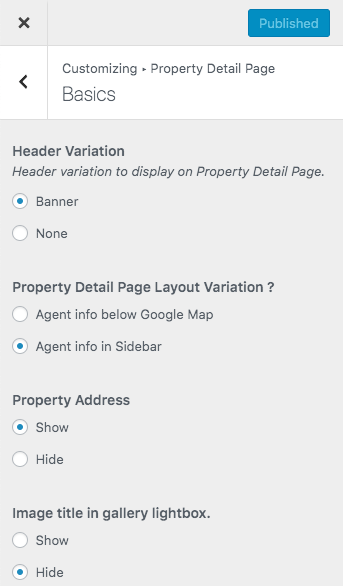 Published
Customizing ▸ Property Detail Page
Basics
Header Variation
Header variation to display on Property Detail Page.
Banner
None
Property Detail Page Layout Variation ?
Agent info below Google Map
Agent info in Sidebar
Property Address
Show
Hide
Image title in gallery lightbox.
Show
Hide